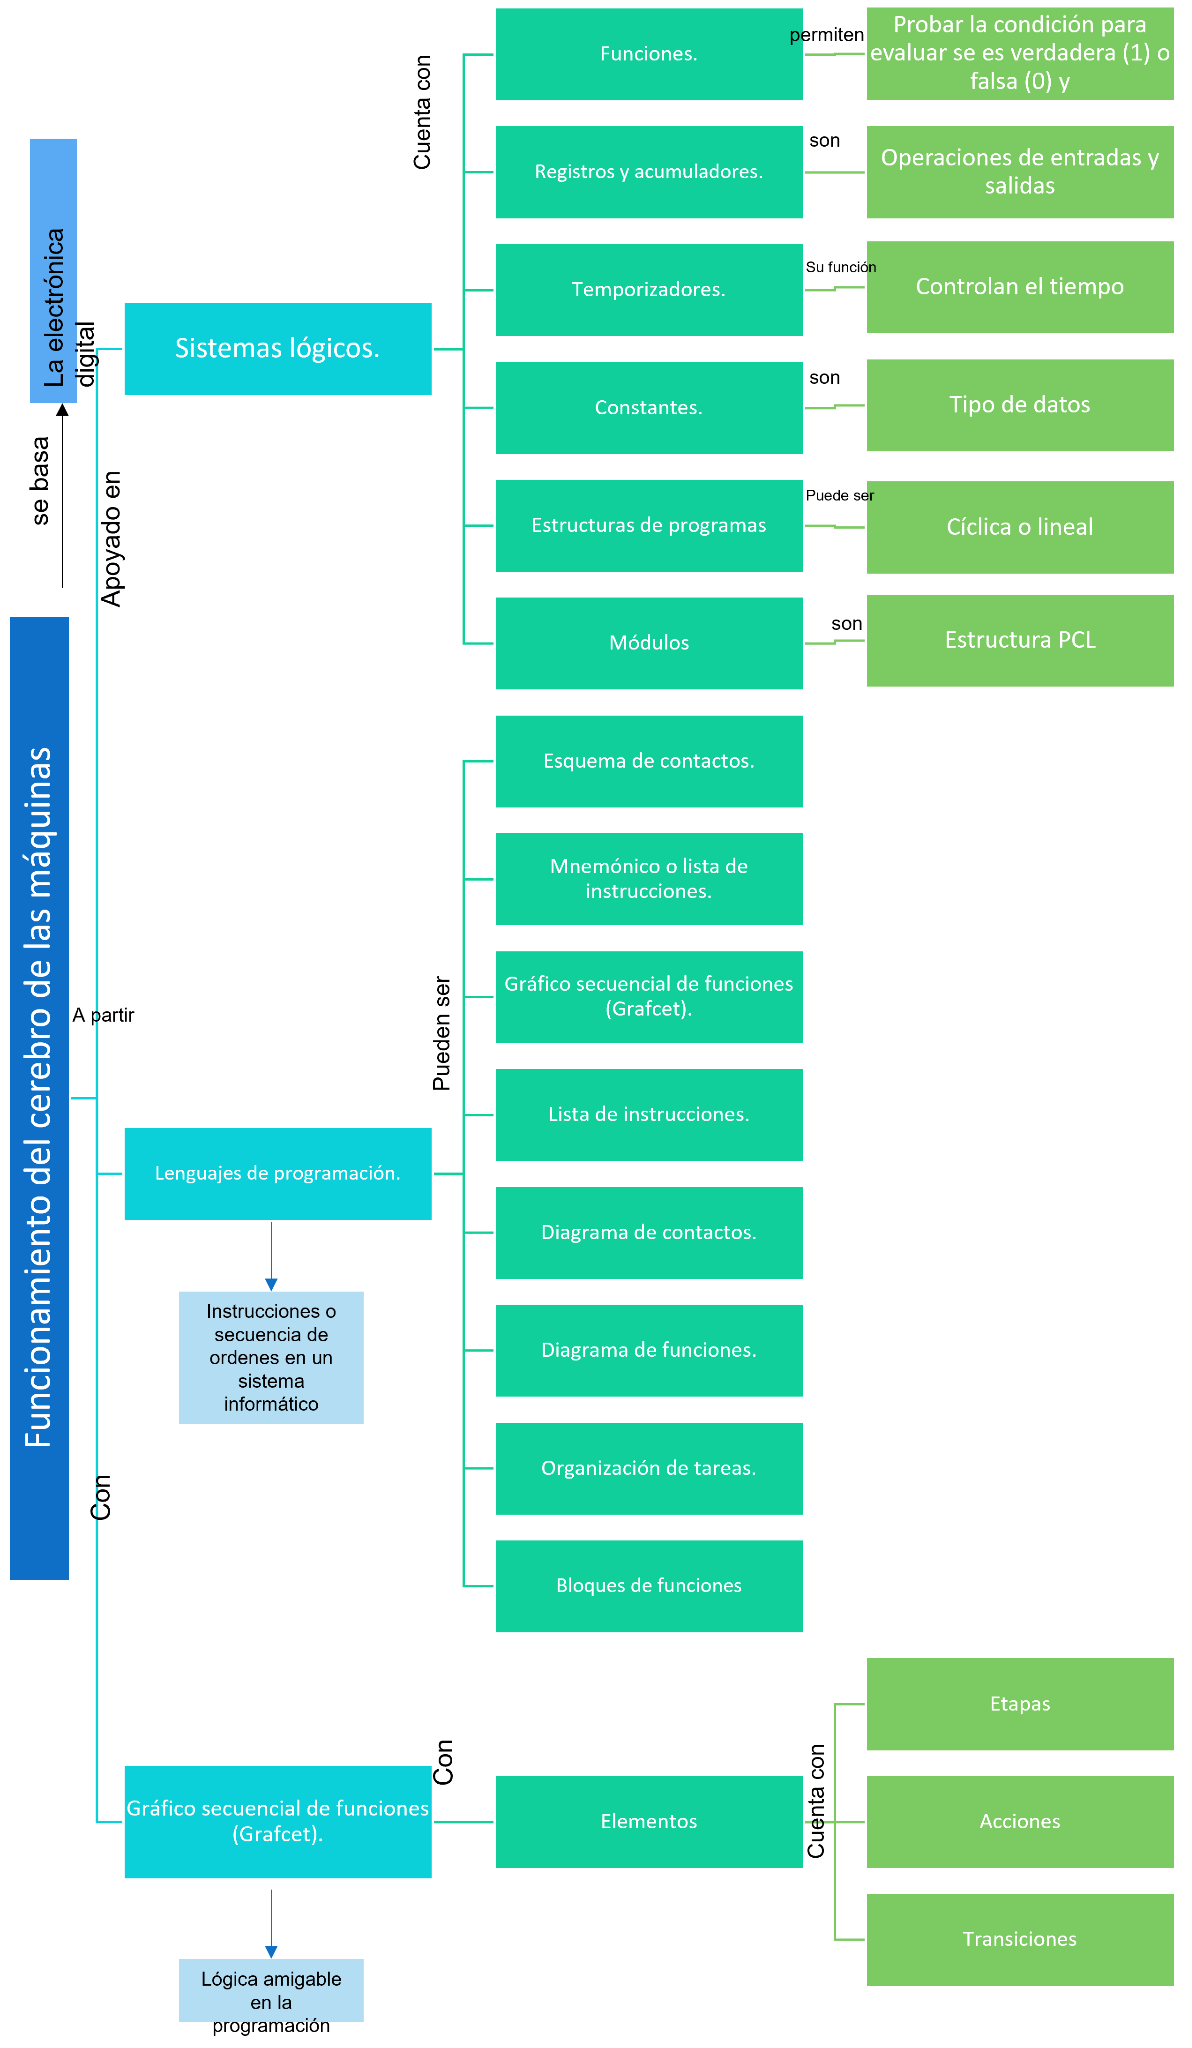 Funcionamiento del cerebro de las máquinas
se basa
La electrónica
digital
Apoyado en
Sistemas lógicos.
Cuenta con
Funciones.
permiten
Probar la condición para
evaluar se es verdadera (1) o
falsa (0) y
Registros y acumuladores.
son
Operaciones de entradas y
salidas
Temporizadores.
Su función
Controlan el tiempo
Constantes.
son
Tipo de datos
Estructuras de programas
Puede ser
Cíclica o lineal
Módulos
son
Estructura PCL
A partir
Lenguajes de programación.
Instrucciones o
secuencia de
ordenes en un
sistema
informático
Pueden ser
Esquema de contactos.
Mnemónico o lista de
instrucciones.
Gráfico secuencial de funciones
(Grafcet).
Lista de instrucciones.
Diagrama de contactos.
Diagrama de funciones.
Organización de tareas.
Bloques de funciones
Con
Gráfico secuencial de funciones
(Grafcet).
Lógica amigable
en la
programación
Con
Elementos
Cuenta con
Etapas
Acciones
Transiciones